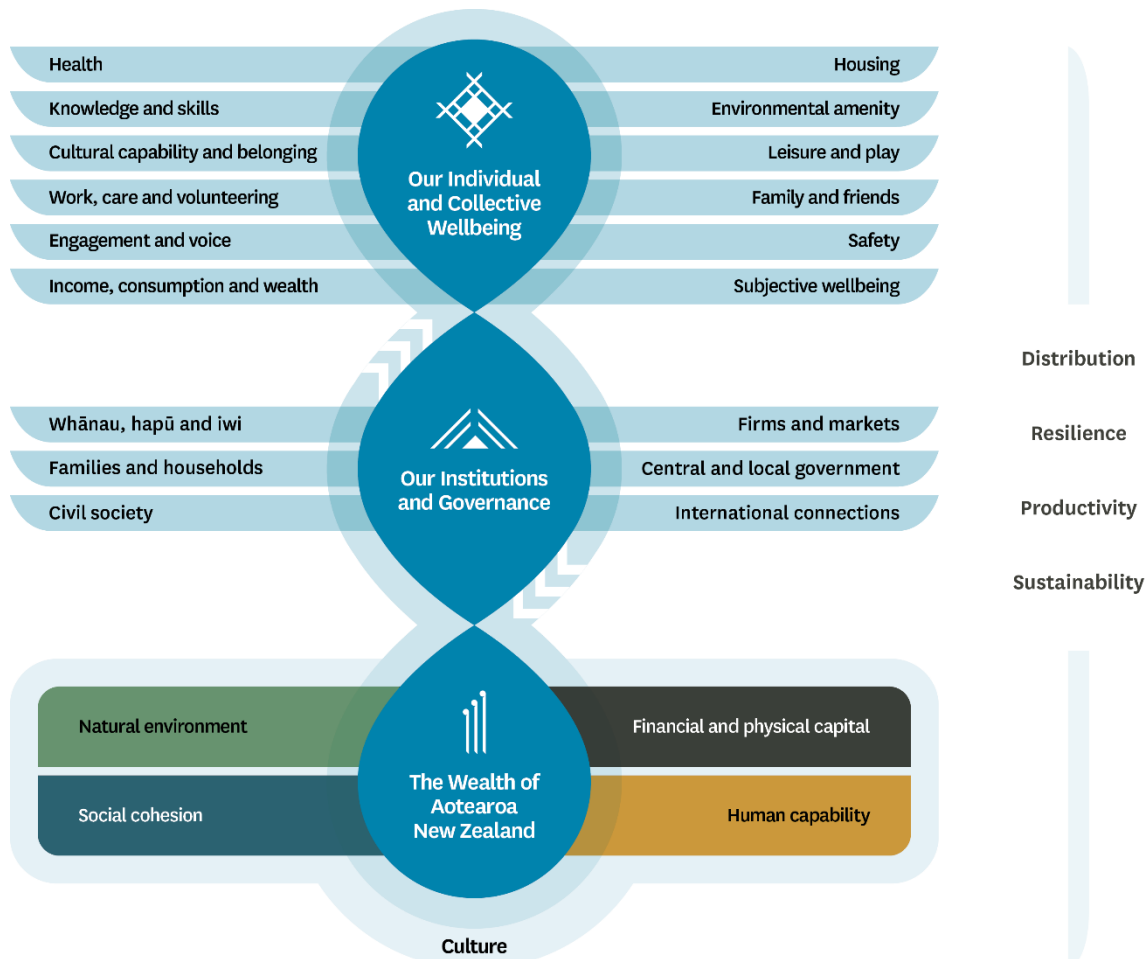 Health
Housing
Knowledge and skills
Environmental amenity
Cultural capability and belonging
Leisure and play
Work, care and volunteering
Family and friends
Engagement and voice
Safety
Income, consumption and wealth
Subjective wellbeing
Our Individual
and Collective
Wellbeing
Whānau, hapū and iwi
Firms and markets
Families and households
Central and local government
Civil society
International connections
Our Institutions
and Governance
Natural environment
Financial and physical capital
Social cohesion
Human capability
The Wealth of
Aotearoa
New Zealand
Culture
Distribution
Resilience
Productivity
Sustainability